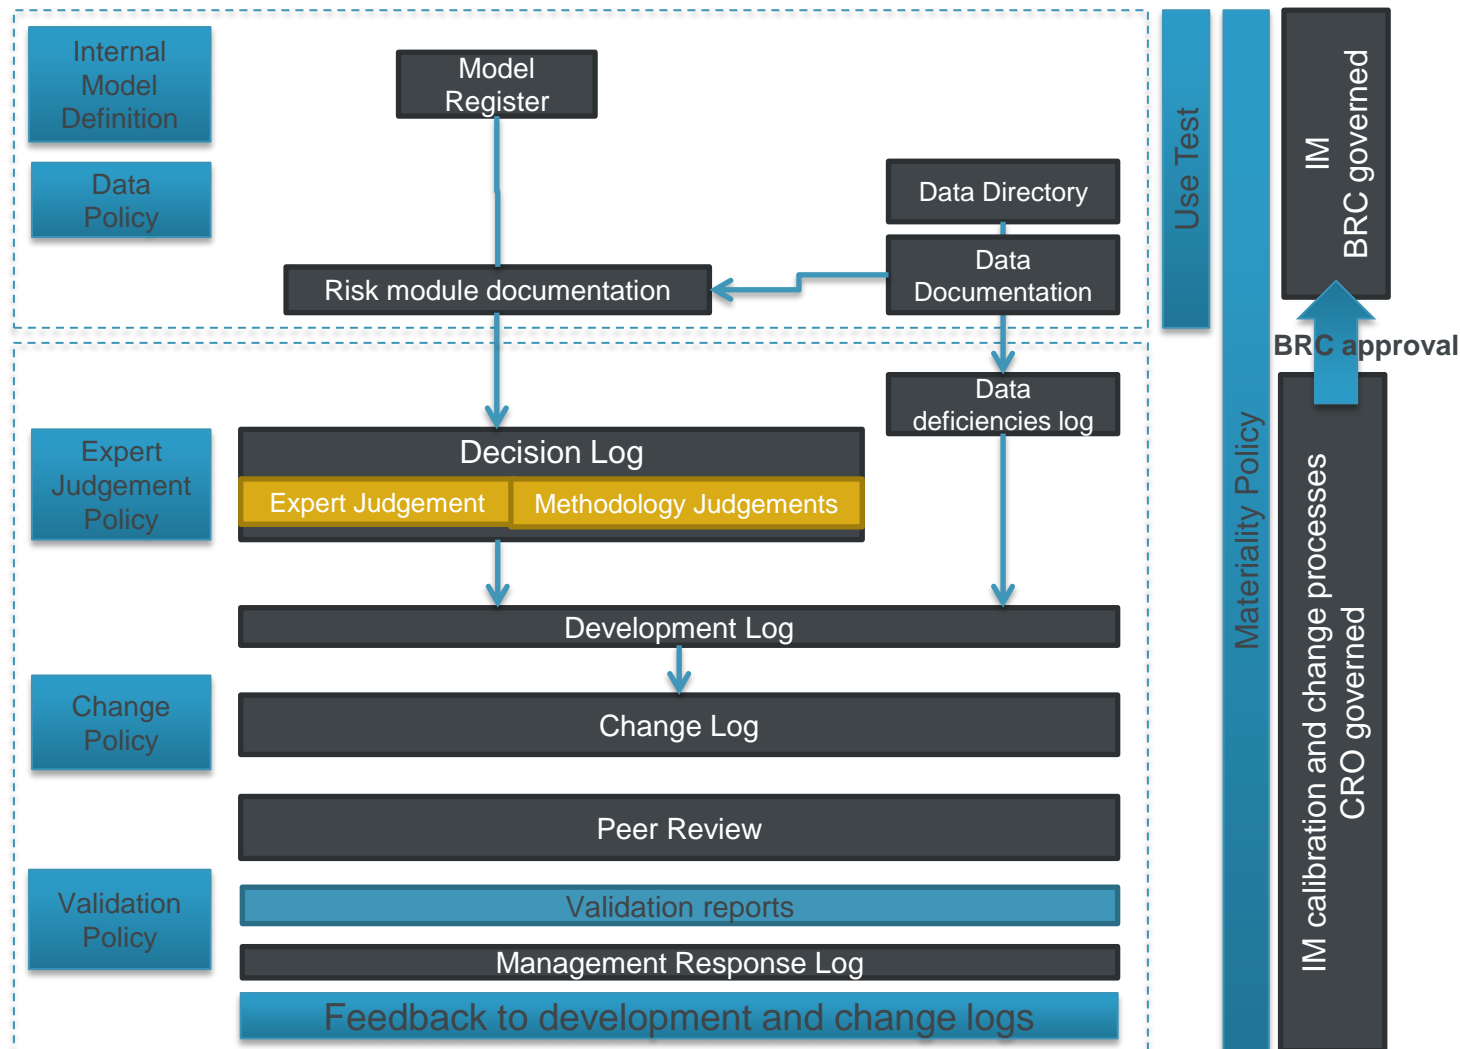 Internal
Model
Definition
Model
Register
Data
Policy
Data Directory
Data
Documentation
Risk module documentation
Use Test
IM
BRC governed
BRC approval
Data
deficiencies log
Expert
Judgement
Policy
Decision Log
Expert Judgement
Methodology Judgements
Materiality Policy
IM calibration and change processes
CRO governed
Development Log
Change
Policy
Change Log
Peer Review
Validation
Policy
Validation reports
Management Response Log
Feedback to development and change logs